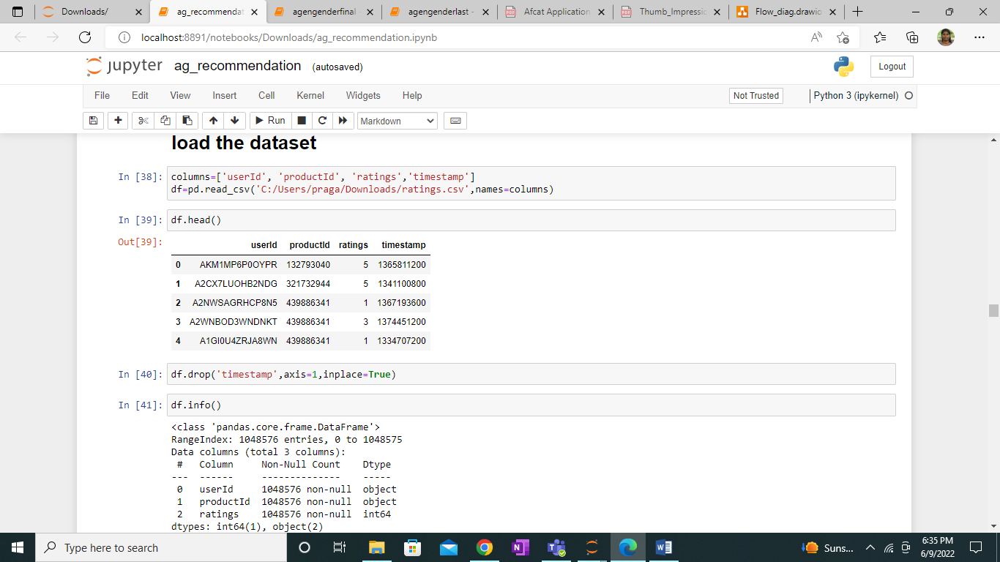 Downloads/
ag_recommendat
agengenderfinal -
agengenderlast -
Afcat Application
Thumb_Impressic
Flow_diag.drawio
localhost:8891/notebooks/Downloads/ag_recommendation.ipynb
jupyter ag_recommendation (autosaved)
Logout
File Edit View Insert Cell Kernel Widgets Help
Not Trusted
Python 3 (ipykernel)
Run
Markdown
load the dataset
In [38]: columns=['userId', 'productId', 'ratings','timestamp']
df=pd.read_csv('C:/Users/praga/Downloads/ratings.csv',names=columns)
In [39]: df.head()
Out[39]:
userId productId ratings timestamp
0 AKM1MP6P0OYPR 132793040 5 1365811200
1 A2CX7LUOHB2NDG 321732944 5 1341100800
2 A2NWSAGRHCP8N5 439886341 1 1367193600
3 A2WNBOD3WNDNKT 439886341 3 1374451200
4 A1GI0U4ZRJA8WN 439886341 1 1334707200
In [40]: df.drop('timestamp',axis=1,inplace=True)
In [41]: df.info()
<class 'pandas.core.frame.DataFrame'>
RangeIndex: 1048576 entries, 0 to 1048575
Data columns (total 3 columns):
# Column Non-Null Count Dtype
--- ------ -------------- -----
0 userId 1048576 non-null object
1 productId 1048576 non-null object
2 ratings 1048576 non-null int64
dtypes: int64(1), object(2)
Type here to search
Suns...
6:35 PM
6/9/2022